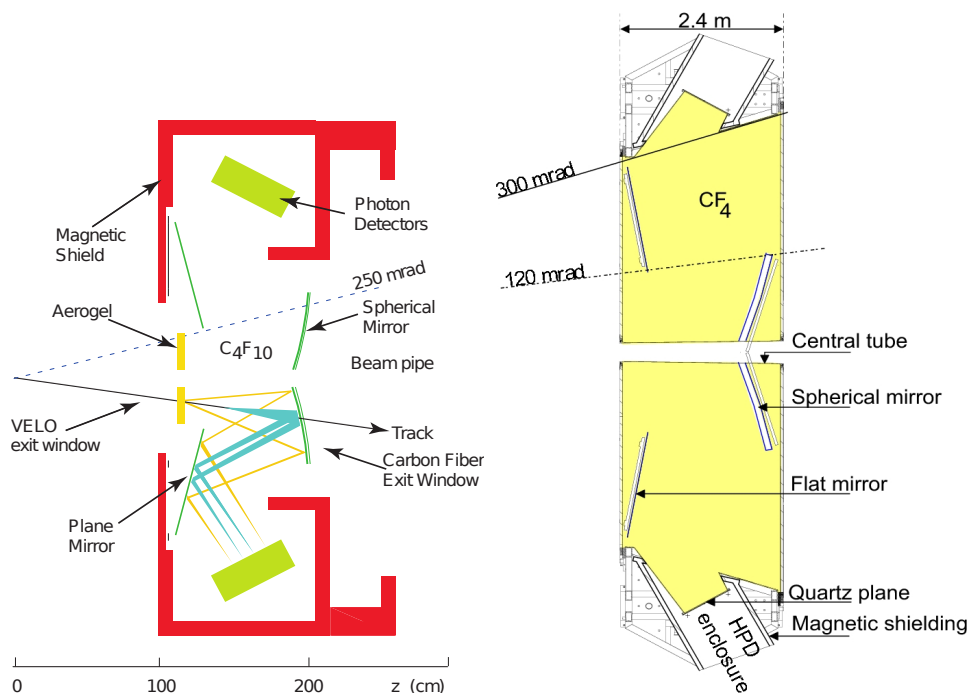 Magnetic
Shield
Photon
Detectors
250 mrad
Aerogel
C4F10
Spherical
Mirror
Beam pipe
VELO
exit window
Track
Carbon Fiber
Exit Window
Plane
Mirror
0
100
200
z (cm)
2.4 m
300 mrad
CF4
120 mrad
Central tube
Spherical mirror
Flat mirror
Quartz plane
Magnetic shielding
HPD
enclosure